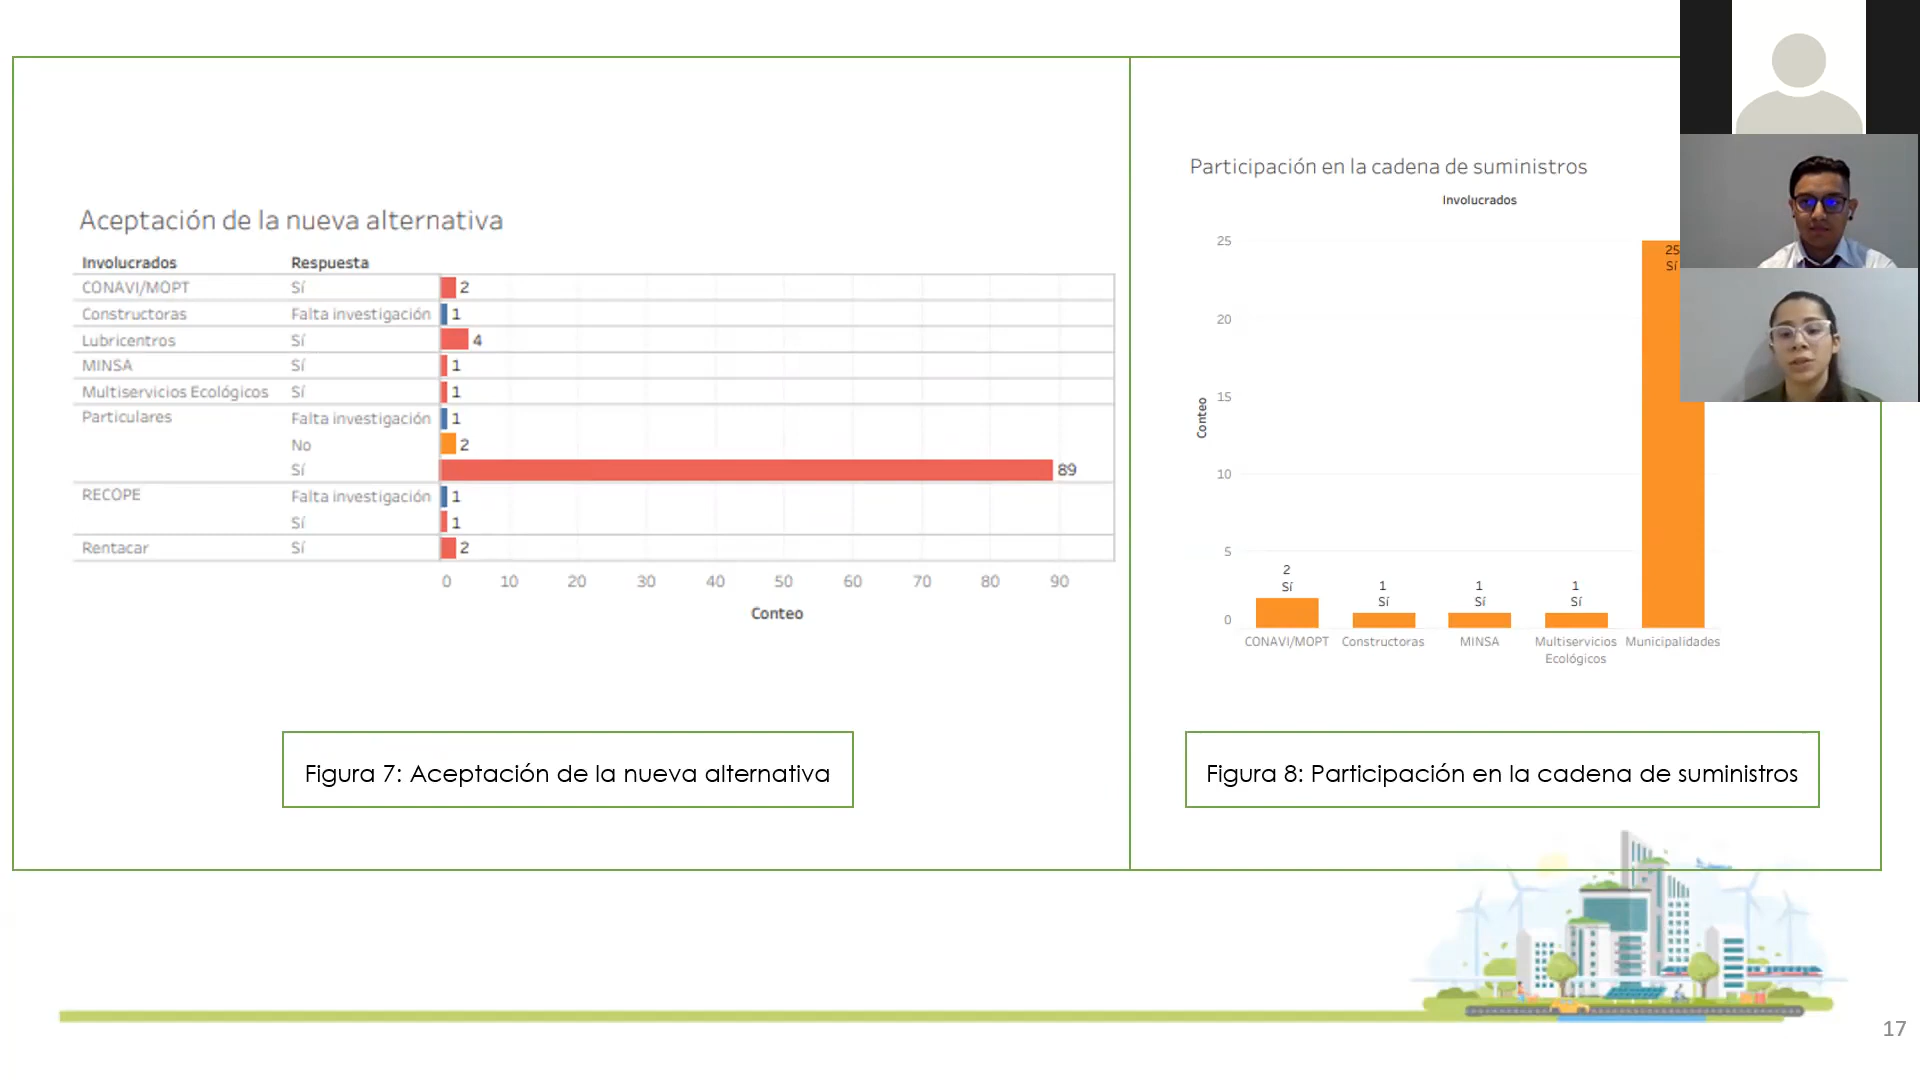 Aceptación de la nueva alternativa
Involucrados Respuesta
CONAVI/MOPT Sí 2
Constructoras Falta investigación 1
Lubricentros Sí 4
MINSA Sí 1
Multiservicios Ecológicos Sí 1
Particulares Falta investigación 1
No 2
Sí 89
RECOPE Falta investigación 1
Sí 1
Rentacar Sí 2
0 10 20 30 40 50 60 70 80 90
Conteo
Figura 7: Aceptación de la nueva alternativa
Participación en la cadena de suministros
Involucrados
25
20
15
10
5
0
Conteo
2
Sí
1
Sí
1
Sí
1
Sí
25
Sí
CONAVI/MOPT Constructoras MINSA Multiservicios Municipalidades
Ecológicos
Figura 8: Participación en la cadena de suministros
17